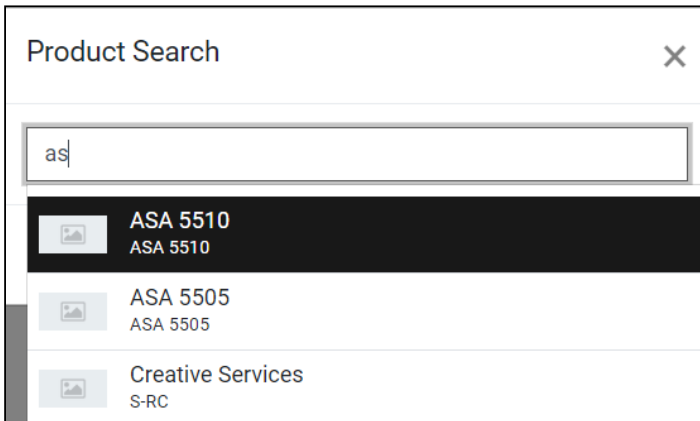 Product Search
as
ASA 5510
ASA 5510
ASA 5505
ASA 5505
Creative Services
S-RC